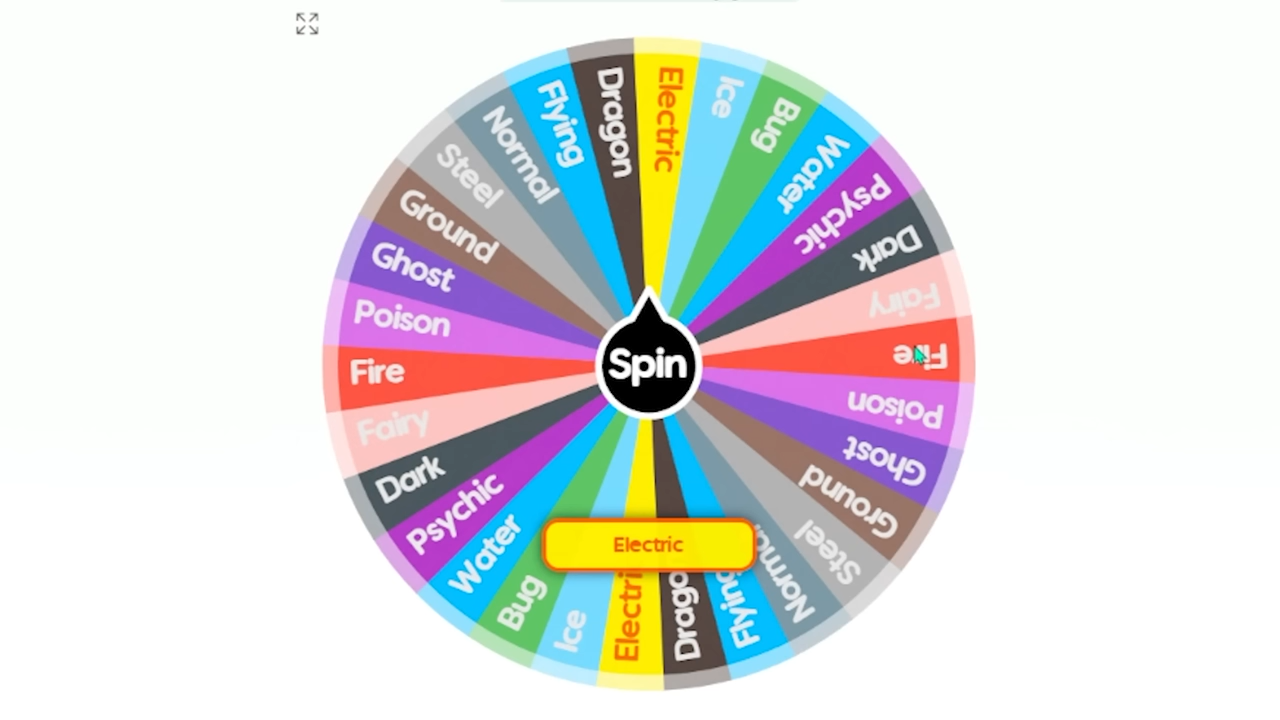 Electric
Ice
Bug
Water
Psychic
Dark
Fairy
Fire
Poison
Ghost
Ground
Steel
Normal
Flying
Dragon
Electric
Ice
Bug
Water
Psychic
Dark
Fairy
Fire
Poison
Ghost
Ground
Steel
Normal
Flying
Dragon
Spin
Electric